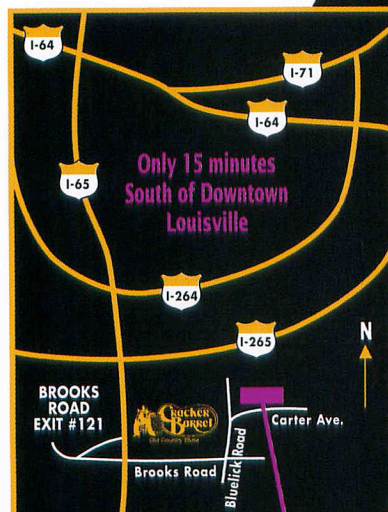 I-64
I-71
I-64
I-65
Only 15 minutes
South of Downtown
Louisville
I-264
I-265
N
BROOKS
ROAD
EXIT #121
Cracker
Barrel
Old Country Store
Carter Ave.
Bluelick Road
Brooks Road